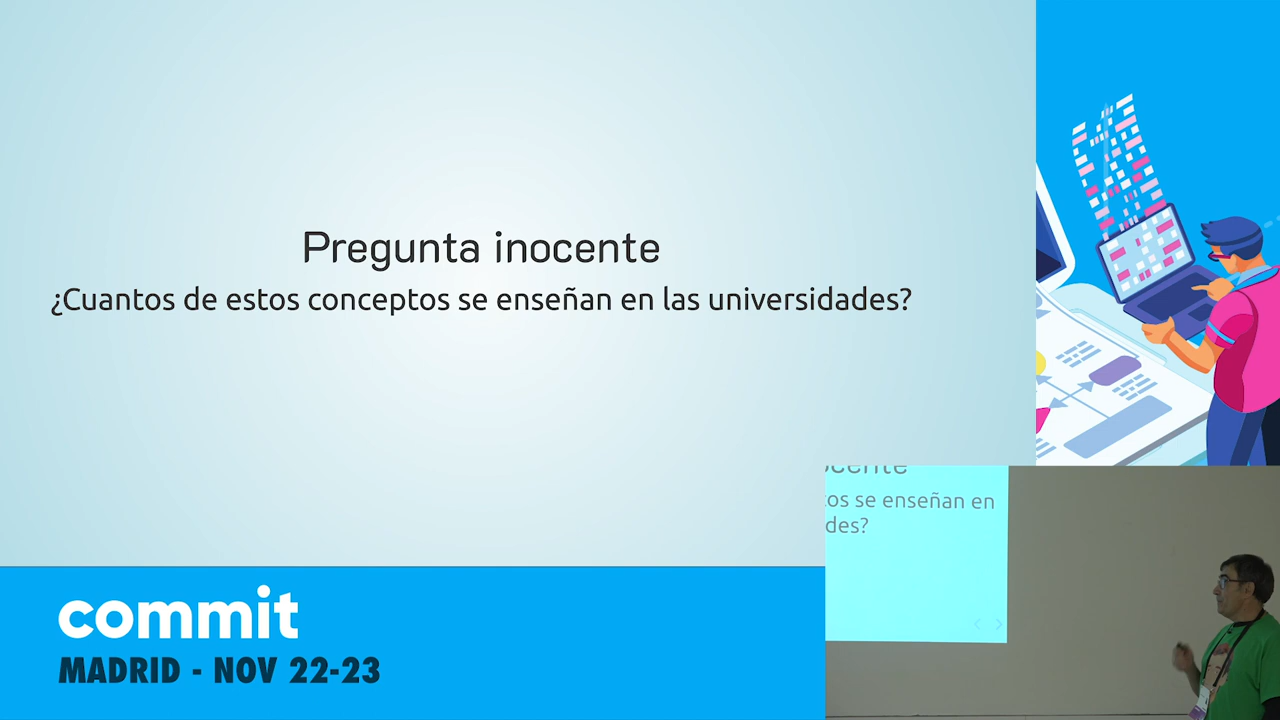 Pregunta inocente
¿Cuantos de estos conceptos se enseñan en las universidades?
ocente
tos se enseñan en
des?
commit
MADRID - NOV 22-23